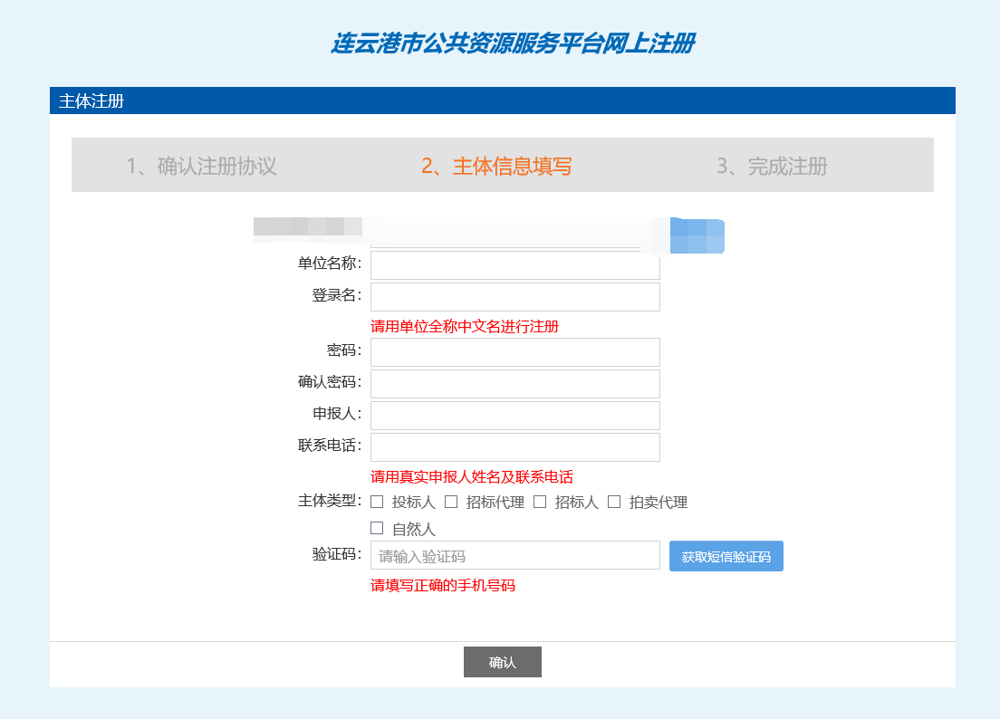 连云港市公共资源服务平台网上注册
主体注册
1、确认注册协议 2、主体信息填写 3、完成注册
单位名称:
登录名:
请用单位全称中文名进行注册
密码:
确认密码:
申报人:
联系电话:
请用真实申报人姓名及联系电话
主体类型: 投标人 招标代理 招标人 拍卖代理
自然人
验证码: 请输入验证码 获取短信验证码
请填写正确的手机号码
确认